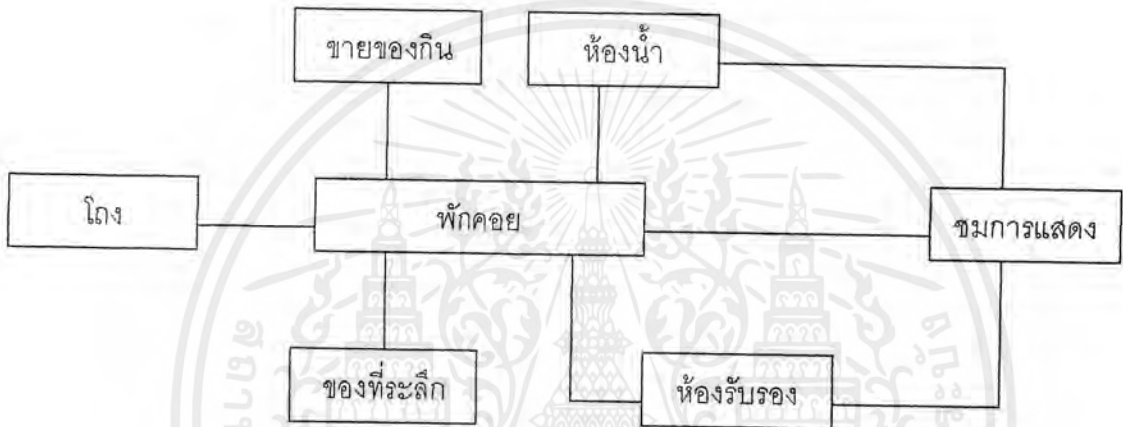 ขายของกิน
ห้องน้ำ
โถง
พักคอย
ชมการแสดง
ของที่ระลึก
ห้องรับรอง